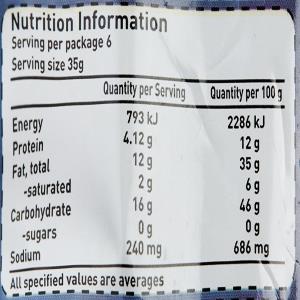 Nutrition Information
Serving per package 6
Serving size 35g
Quantity per Serving Quantity per 100 g
Energy 793 kJ 2286 kJ
Protein 4.12 g 12 g
Fat, total 12 g 35 g
-saturated 2 g 6 g
Carbohydrate 16 g 46 g
-sugars 0 g 0 g
Sodium 240 mg 686 mg
All specified values are averages